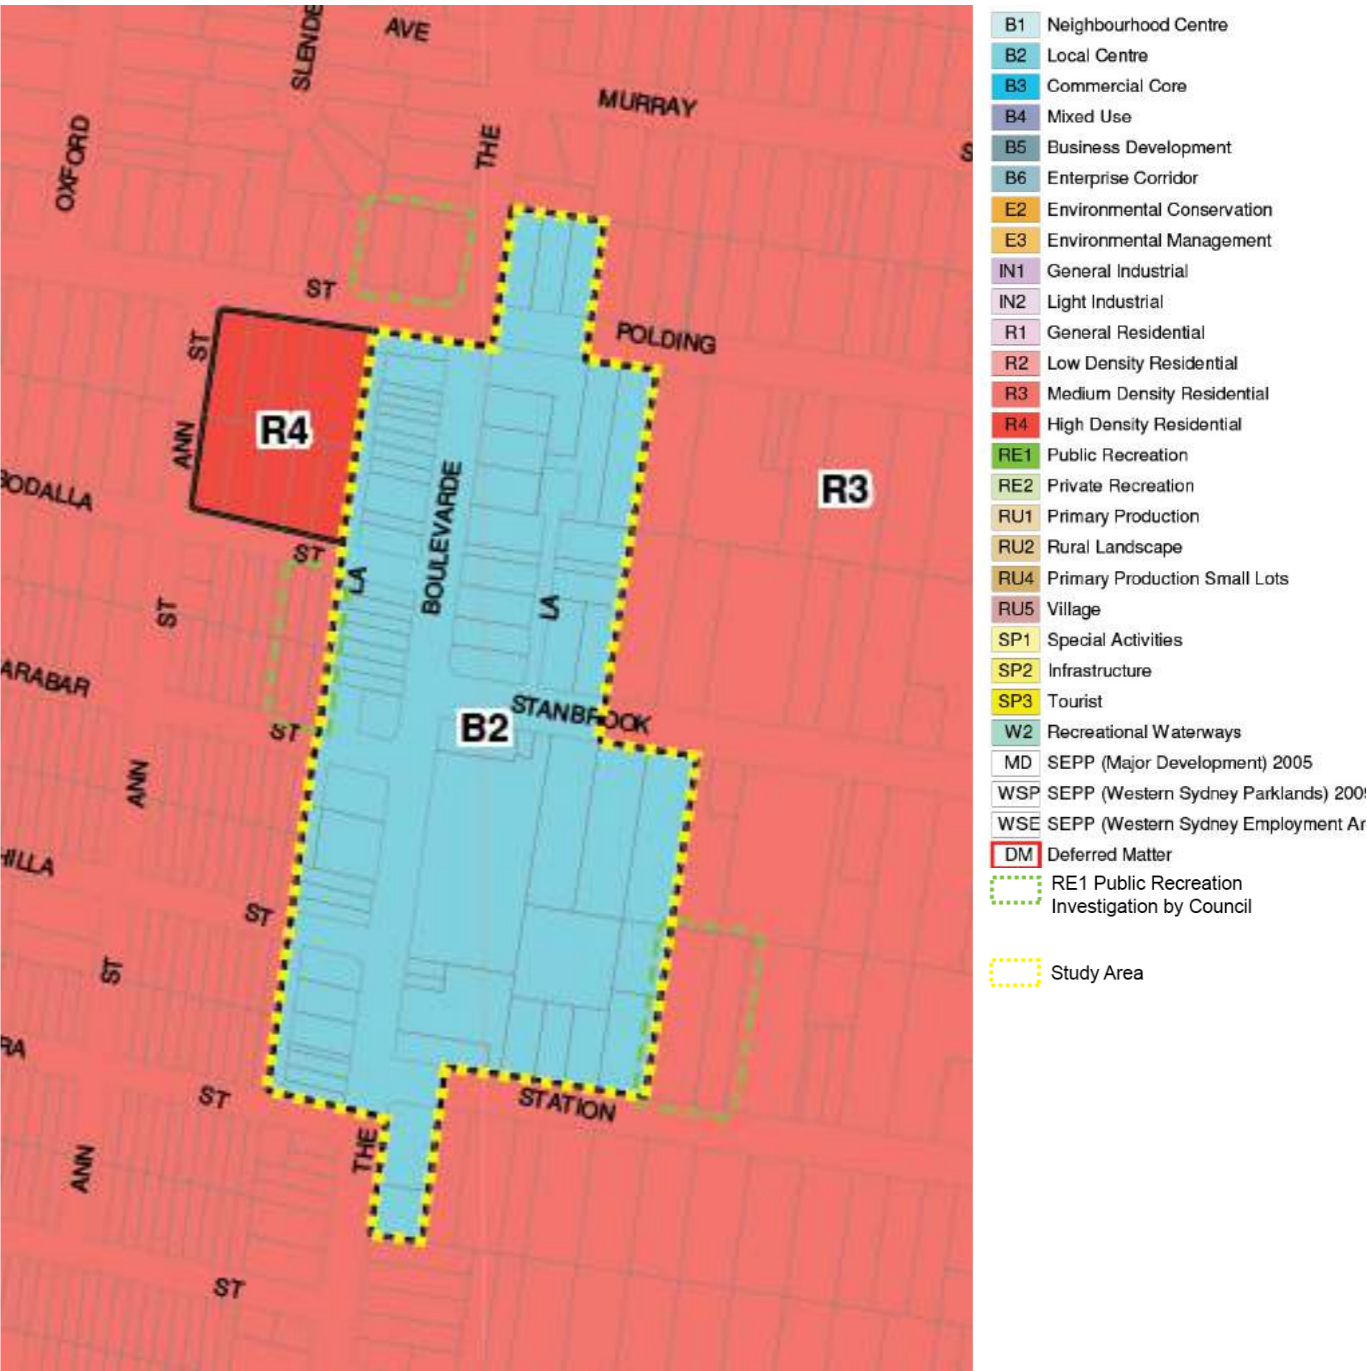 SLENDE
AVE
MURRAY
OXFORD
THE
S
ST
POLDING
ST
ANN
R4
R3
BODALLA
BOULEVARDE
ST
LA
LA
ST
ARABAR
STANBROOK
B2
ST
ANN
HILLA
ST
ST
RA
ST
STATION
THE
ANN
ST
B1 Neighbourhood Centre
B2 Local Centre
B3 Commercial Core
B4 Mixed Use
B5 Business Development
B6 Enterprise Corridor
E2 Environmental Conservation
E3 Environmental Management
IN1 General Industrial
IN2 Light Industrial
R1 General Residential
R2 Low Density Residential
R3 Medium Density Residential
R4 High Density Residential
RE1 Public Recreation
RE2 Private Recreation
RU1 Primary Production
RU2 Rural Landscape
RU4 Primary Production Small Lots
RU5 Village
SP1 Special Activities
SP2 Infrastructure
SP3 Tourist
W2 Recreational Waterways
MD SEPP (Major Development) 2005
WSP SEPP (Western Sydney Parklands) 2009
WSE SEPP (Western Sydney Employment Ar
DM Deferred Matter
RE1 Public Recreation
Investigation by Council
Study Area